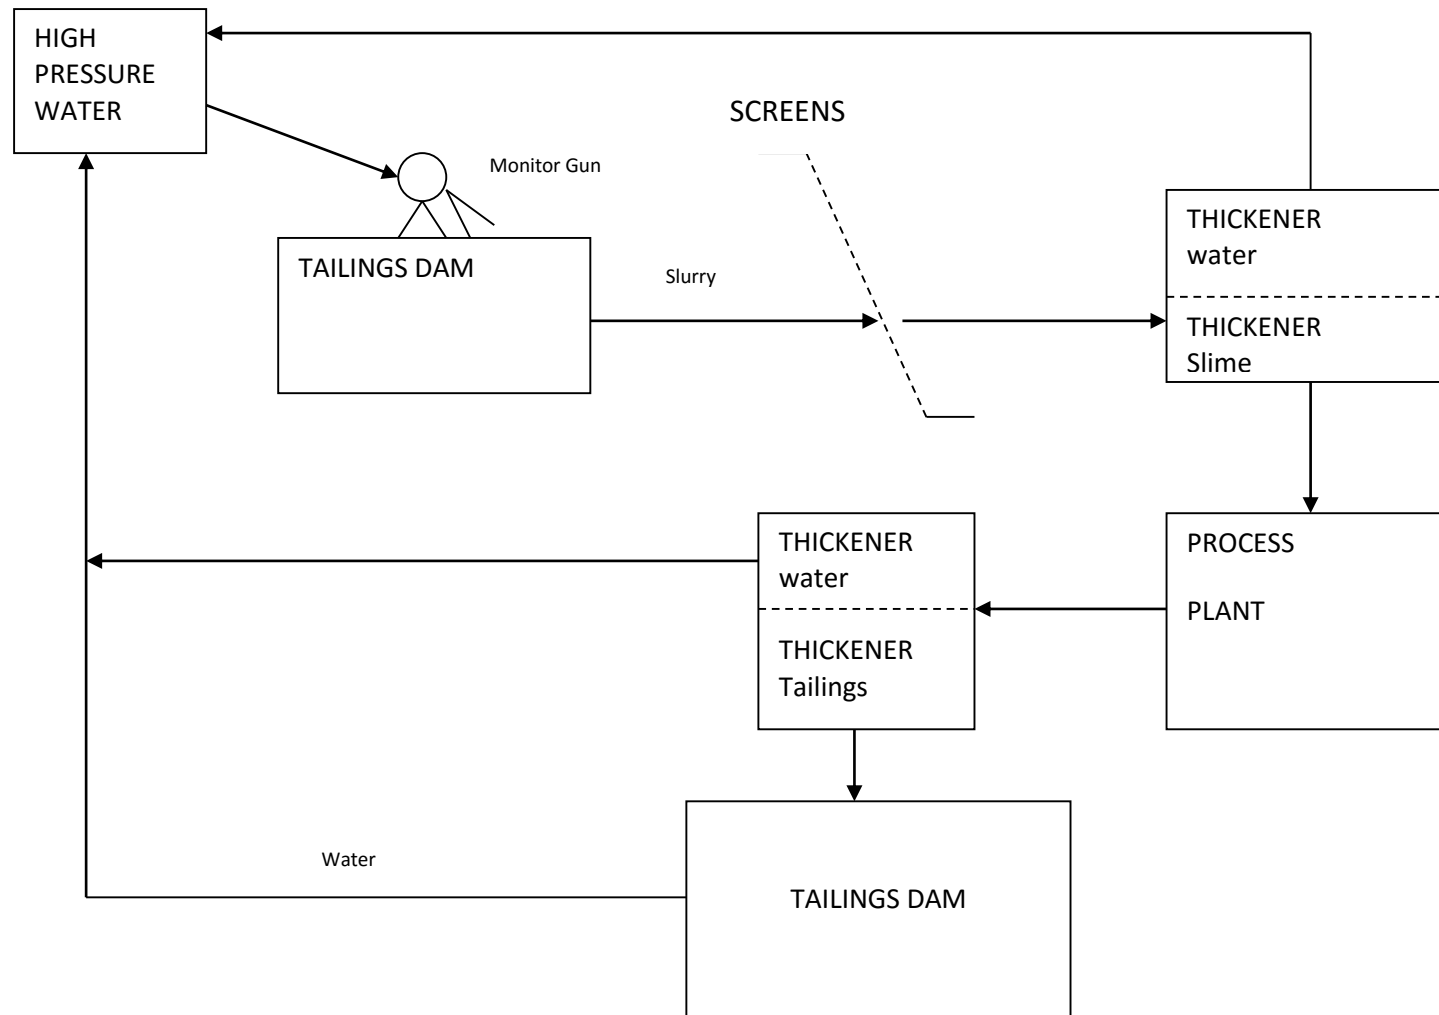 HIGH
PRESSURE
WATER
SCREENS
Monitor Gun
THICKENER
water
TAILINGS DAM
Slurry
THICKENER
Slime
THICKENER
water
PROCESS
PLANT
THICKENER
Tailings
Water
TAILINGS DAM